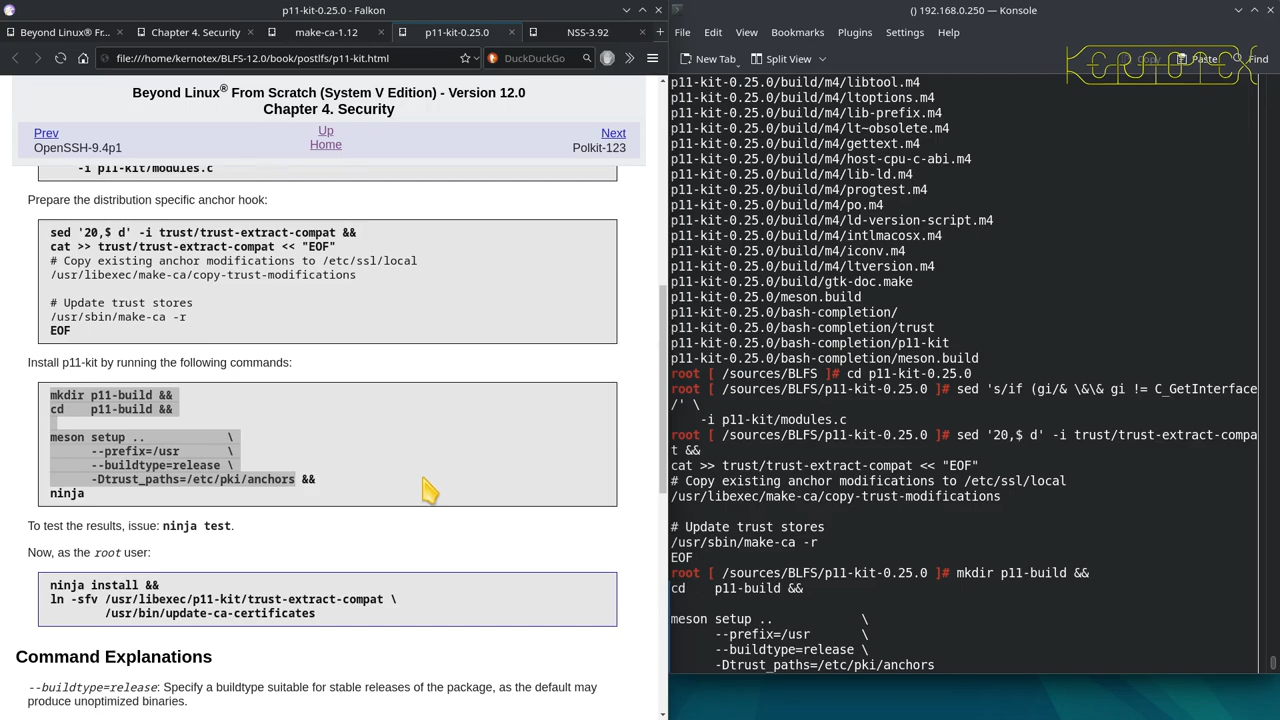 p11-kit-0.25.0 - Falkon
Beyond Linux® Fr...
Chapter 4. Security
make-ca-1.12
p11-kit-0.25.0
NSS-3.92
file:///home/kernotex/BLFS-12.0/book/postlfs/p11-kit.html
DuckDuckGo
Beyond Linux® From Scratch (System V Edition) - Version 12.0
Chapter 4. Security
Prev
Up
Next
OpenSSH-9.4p1
Home
Polkit-123
-i p11-kit/modules.c
Prepare the distribution specific anchor hook:
sed '20,$ d' -i trust/trust-extract-compat &&
cat >> trust/trust-extract-compat << "EOF"
# Copy existing anchor modifications to /etc/ssl/local
/usr/libexec/make-ca/copy-trust-modifications
# Update trust stores
/usr/sbin/make-ca -r
EOF
Install p11-kit by running the following commands:
mkdir p11-build &&
cd    p11-build &&
meson setup ..            \
      --prefix=/usr       \
      --buildtype=release \
      -Dtrust_paths=/etc/pki/anchors &&
ninja
To test the results, issue: ninja test.
Now, as the root user:
ninja install &&
ln -sfv /usr/libexec/p11-kit/trust-extract-compat \
        /usr/bin/update-ca-certificates
Command Explanations
--buildtype=release: Specify a buildtype suitable for stable releases of the package, as the default may
produce unoptimized binaries.
() 192.168.0.250 — Konsole
File Edit View Bookmarks Plugins Settings Help
New Tab Split View Copy Paste Find
KERNOTEX
p11-kit-0.25.0/build/m4/libtool.m4
p11-kit-0.25.0/build/m4/ltoptions.m4
p11-kit-0.25.0/build/m4/lib-prefix.m4
p11-kit-0.25.0/build/m4/lt~obsolete.m4
p11-kit-0.25.0/build/m4/gettext.m4
p11-kit-0.25.0/build/m4/host-cpu-c-abi.m4
p11-kit-0.25.0/build/m4/lib-ld.m4
p11-kit-0.25.0/build/m4/progtest.m4
p11-kit-0.25.0/build/m4/po.m4
p11-kit-0.25.0/build/m4/ld-version-script.m4
p11-kit-0.25.0/build/m4/intlmacosx.m4
p11-kit-0.25.0/build/m4/iconv.m4
p11-kit-0.25.0/build/m4/ltversion.m4
p11-kit-0.25.0/build/gtk-doc.make
p11-kit-0.25.0/meson.build
p11-kit-0.25.0/bash-completion/
p11-kit-0.25.0/bash-completion/trust
p11-kit-0.25.0/bash-completion/p11-kit
p11-kit-0.25.0/bash-completion/meson.build
root [ /sources/BLFS ]# cd p11-kit-0.25.0
root [ /sources/BLFS/p11-kit-0.25.0 ]# sed 's/if (gi/& \&\& gi != C_GetInterface
/' \
    -i p11-kit/modules.c
root [ /sources/BLFS/p11-kit-0.25.0 ]# sed '20,$ d' -i trust/trust-extract-compa
t &&
cat >> trust/trust-extract-compat << "EOF"
# Copy existing anchor modifications to /etc/ssl/local
/usr/libexec/make-ca/copy-trust-modifications
# Update trust stores
/usr/sbin/make-ca -r
EOF
root [ /sources/BLFS/p11-kit-0.25.0 ]# mkdir p11-build &&
cd    p11-build &&
meson setup ..            \
      --prefix=/usr       \
      --buildtype=release \
      -Dtrust_paths=/etc/pki/anchors